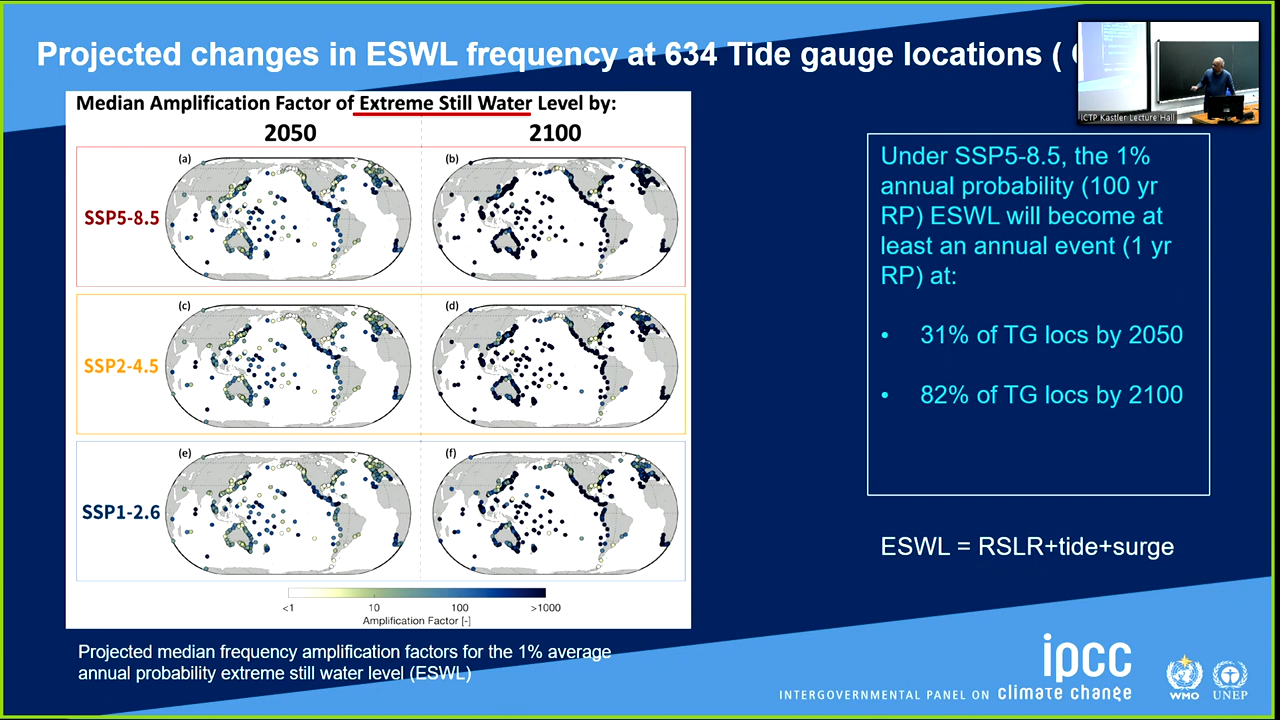 Projected changes in ESWL frequency at 634 Tide gauge locations (
ICTP Kastler Lecture Hall
Median Amplification Factor of Extreme Still Water Level by:
2050
2100
SSP5-8.5
(a)
(b)
SSP2-4.5
(c)
(d)
SSP1-2.6
(e)
(f)
<1
10
100
>1000
Amplification Factor [-]
Projected median frequency amplification factors for the 1% average
annual probability extreme still water level (ESWL)
Under SSP5-8.5, the 1%
annual probability (100 yr
RP) ESWL will become at
least an annual event (1 yr
RP) at:
• 31% of TG locs by 2050
• 82% of TG locs by 2100
ESWL = RSLR+tide+surge
ipcc
INTERGOVERNMENTAL PANEL ON climate change
WMO
UNEP